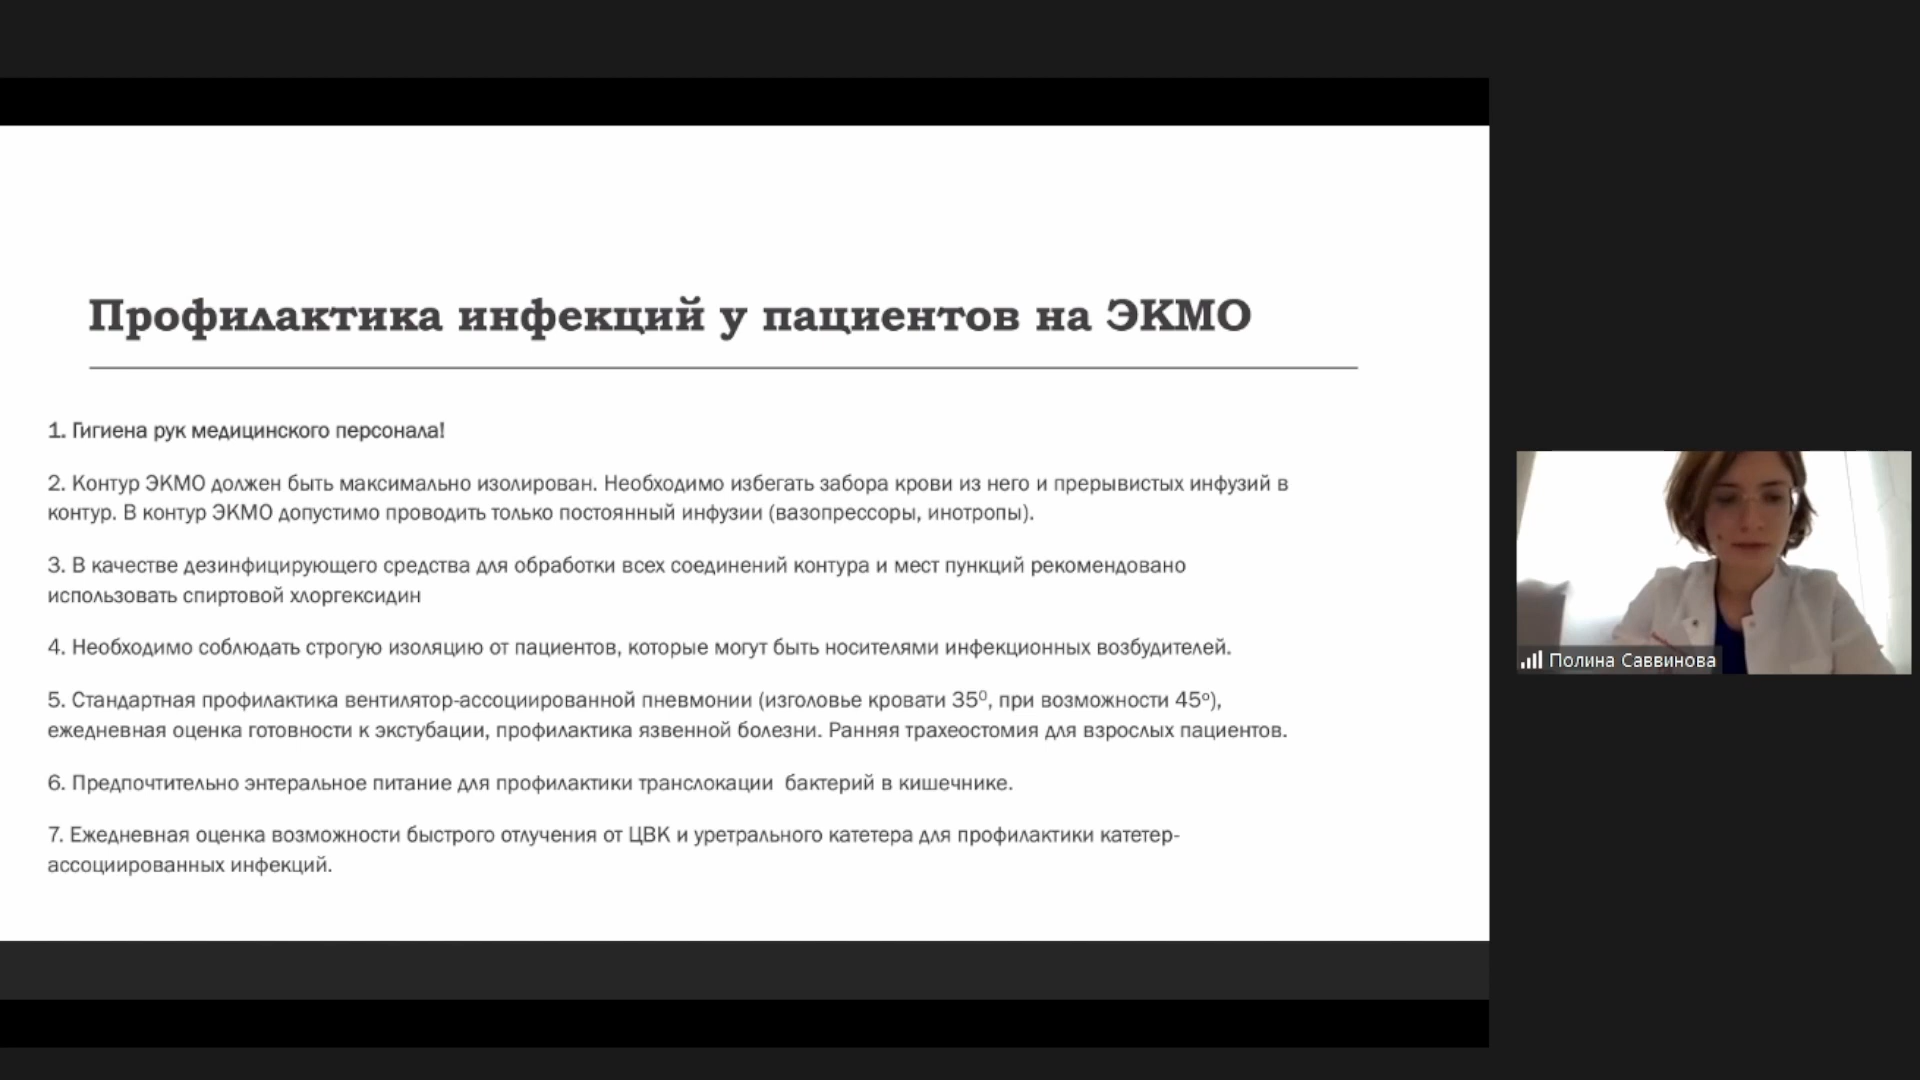 Профилактика инфекций у пациентов на ЭКМО
1. Гигиена рук медицинского персонала!
2. Контур ЭКМО должен быть максимально изолирован. Необходимо избегать забора крови из него и прерывистых инфузий в
контур. В контур ЭКМО допустимо проводить только постоянный инфузии (вазопрессоры, инотропы).
3. В качестве дезинфицирующего средства для обработки всех соединений контура и мест пункций рекомендовано
использовать спиртовой хлоргексидин
4. Необходимо соблюдать строгую изоляцию от пациентов, которые могут быть носителями инфекционных возбудителей.
5. Стандартная профилактика вентилятор-ассоциированной пневмонии (изголовье кровати 35⁰, при возможности 45º),
ежедневная оценка готовности к экстубации, профилактика язвенной болезни. Ранняя трахеостомия для взрослых пациентов.
6. Предпочтительно энтеральное питание для профилактики транслокации  бактерий в кишечнике.
7. Ежедневная оценка возможности быстрого отлучения от ЦВК и уретрального катетера для профилактики катетер-
ассоциированных инфекций.
Полина Саввинова